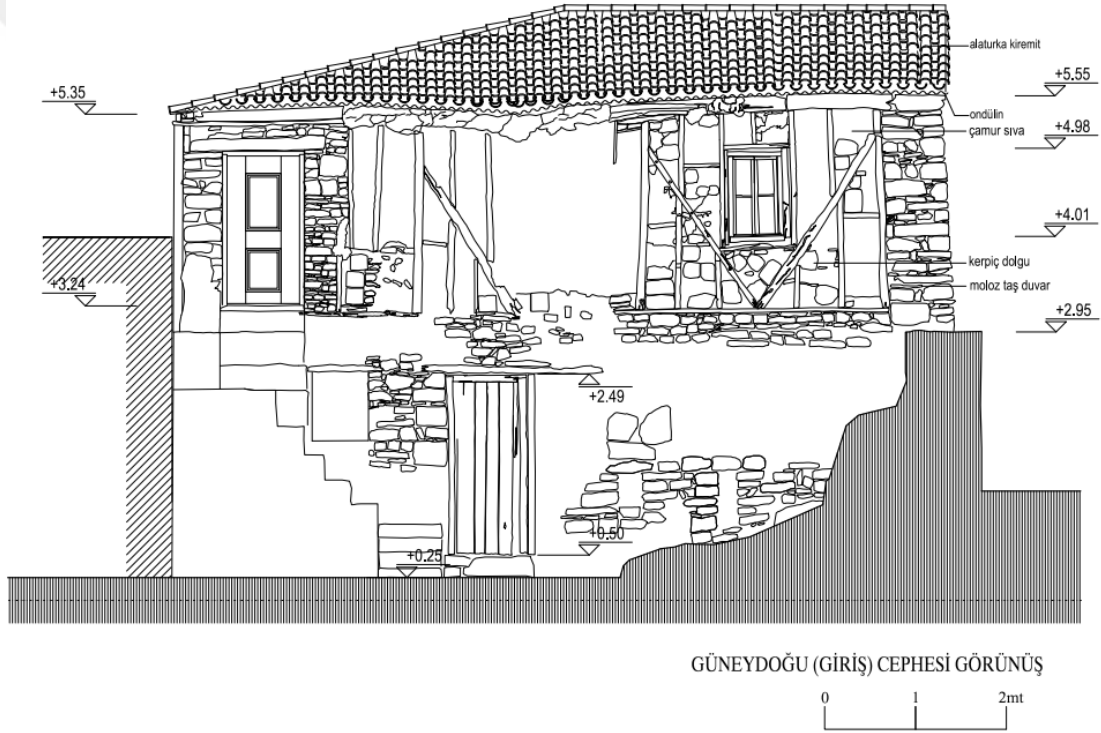 alaturka kiremit
+5.35
+5.55
ondülin
çamur sıva
+4.98
+4.01
kerpiç dolgu
+3.24
moloz taş duvar
+2.95
+2.49
+0.50
+0.25
GÜNEYDOĞU (GİRİŞ) CEPHESİ GÖRÜNÜŞ
0 1 2mt